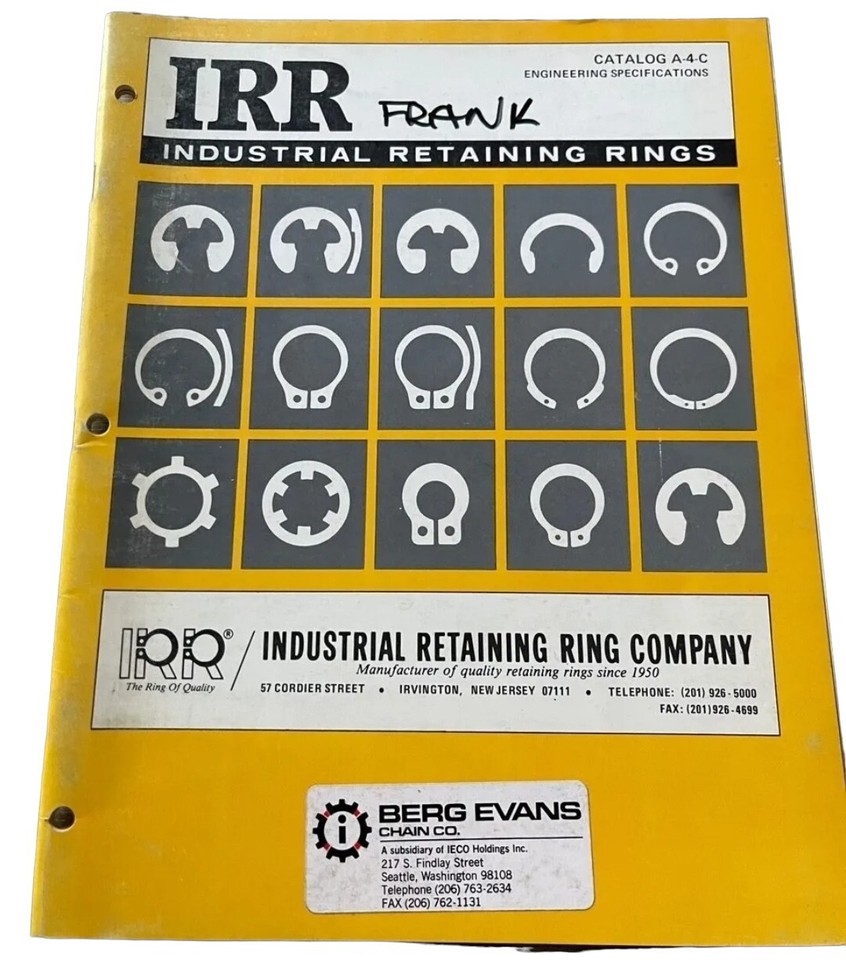 IRR FRANK
CATALOG A-4-C
ENGINEERING SPECIFICATIONS
INDUSTRIAL RETAINING RINGS
IRR® / INDUSTRIAL RETAINING RING COMPANY
The Ring Of Quality
Manufacturer of quality retaining rings since 1950
57 CORDIER STREET • IRVINGTON, NEW JERSEY 07111 • TELEPHONE: (201) 926-5000
FAX: (201) 926-4699
i BERG EVANS
CHAIN CO.
A subsidiary of IECO Holdings Inc.
217 S. Findlay Street
Seattle, Washington 98108
Telephone (206) 763-2634
FAX (206) 762-1131